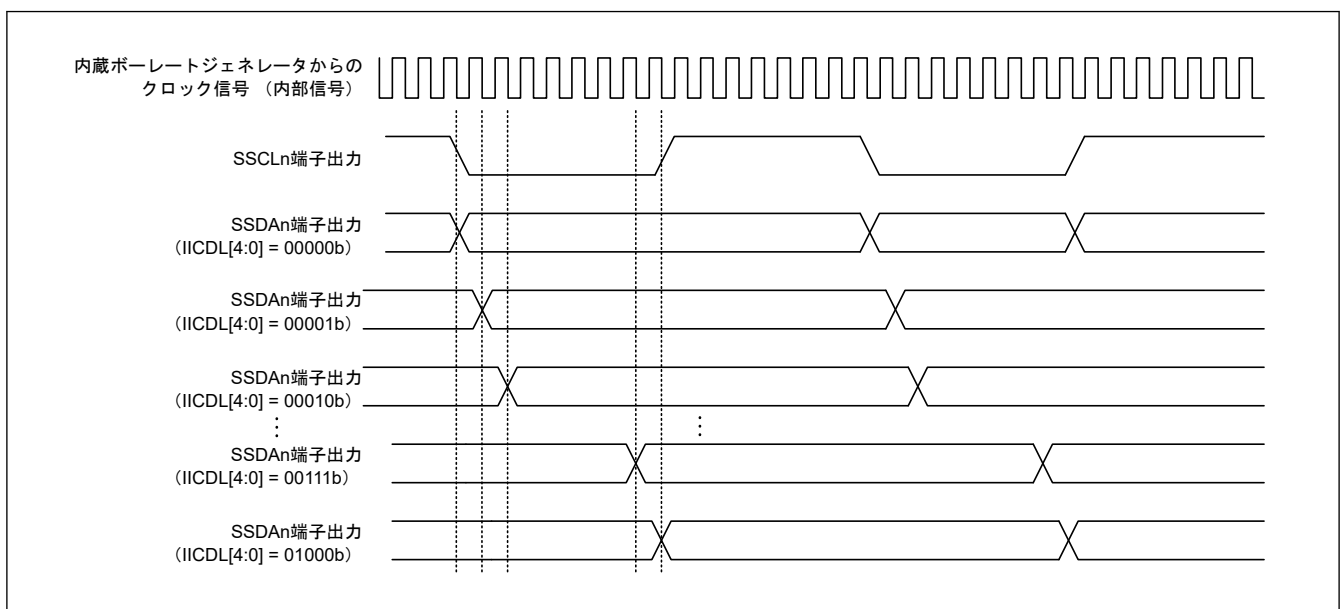 内蔵ボーレートジェネレータからの
クロック信号 （内部信号）
SSCLn端子出力
SSDAn端子出力
（IICDL[4:0] = 00000b）
SSDAn端子出力
（IICDL[4:0] = 00001b）
SSDAn端子出力
（IICDL[4:0] = 00010b）
SSDAn端子出力
（IICDL[4:0] = 00111b）
SSDAn端子出力
（IICDL[4:0] = 01000b）